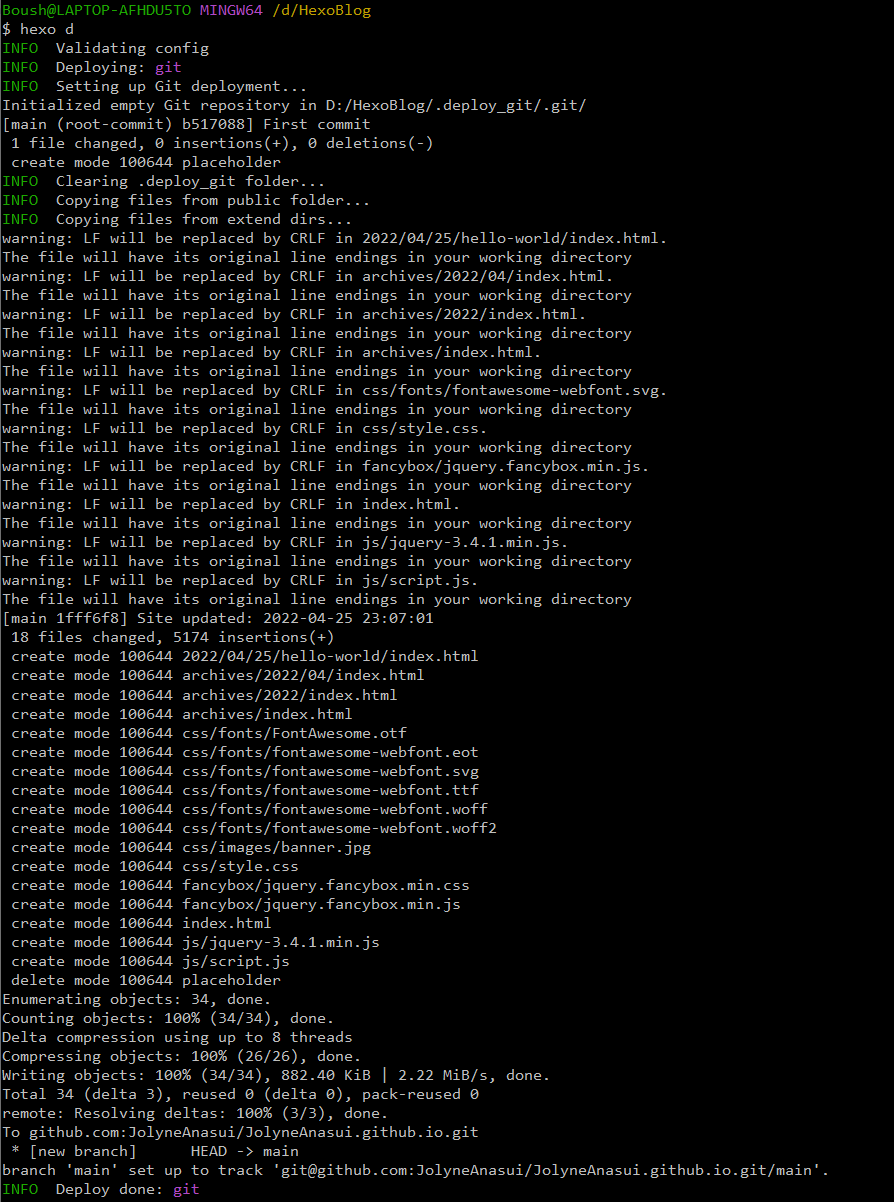 Boush@LAPTOP-AFHDU5TO MINGW64 /d/HexoBlog
$ hexo d
INFO  Validating config
INFO  Deploying: git
INFO  Setting up Git deployment...
Initialized empty Git repository in D:/HexoBlog/.deploy_git/.git/
[main (root-commit) b517088] First commit
 1 file changed, 0 insertions(+), 0 deletions(-)
 create mode 100644 placeholder
INFO  Clearing .deploy_git folder...
INFO  Copying files from public folder...
INFO  Copying files from extend dirs...
warning: LF will be replaced by CRLF in 2022/04/25/hello-world/index.html.
The file will have its original line endings in your working directory
warning: LF will be replaced by CRLF in archives/2022/04/index.html.
The file will have its original line endings in your working directory
warning: LF will be replaced by CRLF in archives/2022/index.html.
The file will have its original line endings in your working directory
warning: LF will be replaced by CRLF in archives/index.html.
The file will have its original line endings in your working directory
warning: LF will be replaced by CRLF in css/fonts/fontawesome-webfont.svg.
The file will have its original line endings in your working directory
warning: LF will be replaced by CRLF in css/style.css.
The file will have its original line endings in your working directory
warning: LF will be replaced by CRLF in fancybox/jquery.fancybox.min.js.
The file will have its original line endings in your working directory
warning: LF will be replaced by CRLF in index.html.
The file will have its original line endings in your working directory
warning: LF will be replaced by CRLF in js/jquery-3.4.1.min.js.
The file will have its original line endings in your working directory
warning: LF will be replaced by CRLF in js/script.js.
The file will have its original line endings in your working directory
[main 1fff6f8] Site updated: 2022-04-25 23:07:01
 18 files changed, 5174 insertions(+)
 create mode 100644 2022/04/25/hello-world/index.html
 create mode 100644 archives/2022/04/index.html
 create mode 100644 archives/2022/index.html
 create mode 100644 archives/index.html
 create mode 100644 css/fonts/FontAwesome.otf
 create mode 100644 css/fonts/fontawesome-webfont.eot
 create mode 100644 css/fonts/fontawesome-webfont.svg
 create mode 100644 css/fonts/fontawesome-webfont.ttf
 create mode 100644 css/fonts/fontawesome-webfont.woff
 create mode 100644 css/fonts/fontawesome-webfont.woff2
 create mode 100644 css/images/banner.jpg
 create mode 100644 css/style.css
 create mode 100644 fancybox/jquery.fancybox.min.css
 create mode 100644 fancybox/jquery.fancybox.min.js
 create mode 100644 index.html
 create mode 100644 js/jquery-3.4.1.min.js
 create mode 100644 js/script.js
 delete mode 100644 placeholder
Enumerating objects: 34, done.
Counting objects: 100% (34/34), done.
Delta compression using up to 8 threads
Compressing objects: 100% (26/26), done.
Writing objects: 100% (34/34), 882.40 KiB | 2.22 MiB/s, done.
Total 34 (delta 3), reused 0 (delta 0), pack-reused 0
remote: Resolving deltas: 100% (3/3), done.
To github.com:JolyneAnasui/JolyneAnasui.github.io.git
 * [new branch]      HEAD -> main
branch 'main' set up to track 'git@github.com:JolyneAnasui/JolyneAnasui.github.io.git/main'.
INFO  Deploy done: git